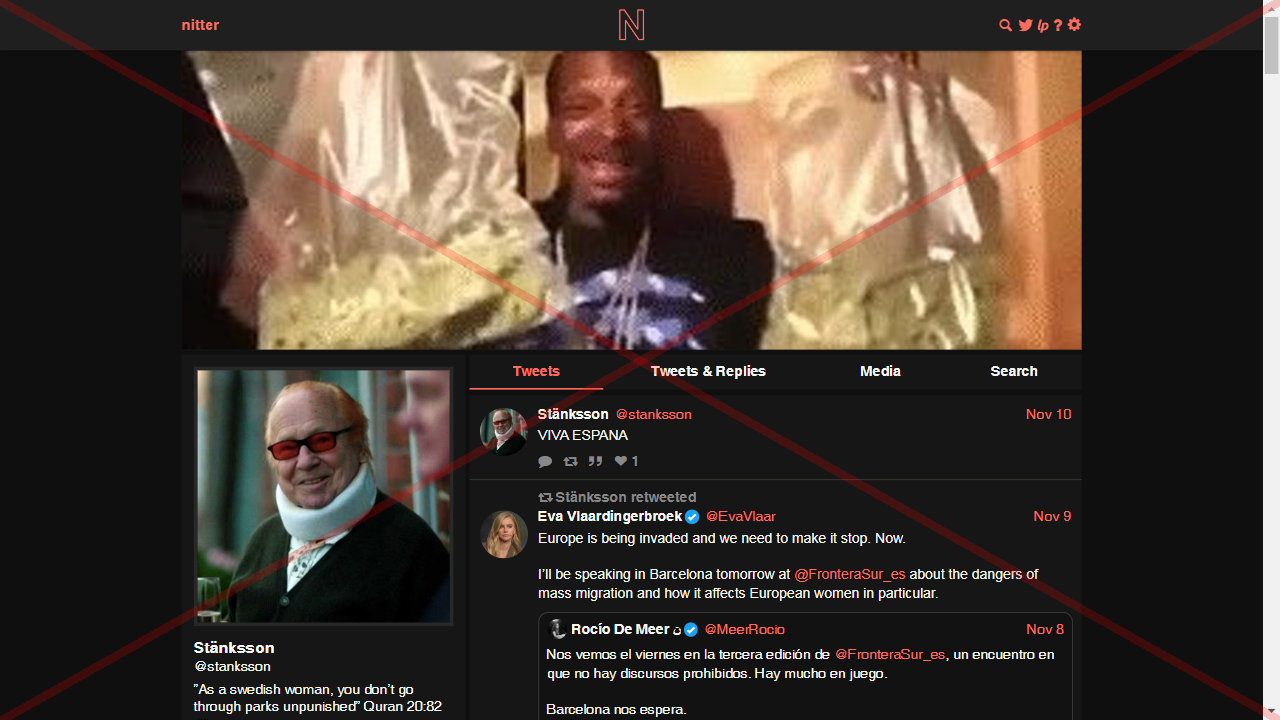 nitter
N
lp ?
Tweets
Tweets & Replies
Media
Search
Stänksson @stanksson Nov 10
VIVA ESPANA
1
Stänksson retweeted
Eva Vlaardingerbroek @EvaVlaar Nov 9
Europe is being invaded and we need to make it stop. Now.
I'll be speaking in Barcelona tomorrow at @FronteraSur_es about the dangers of
mass migration and how it affects European women in particular.
Rocío De Meer ن @MeerRocio Nov 8
Nos vemos el viernes en la tercera edición de @FronteraSur_es, un encuentro en
que no hay discursos prohibidos. Hay mucho en juego.
Barcelona nos espera.
Stänksson
@stanksson
”As a swedish woman, you don’t go
through parks unpunished” Quran 20:82